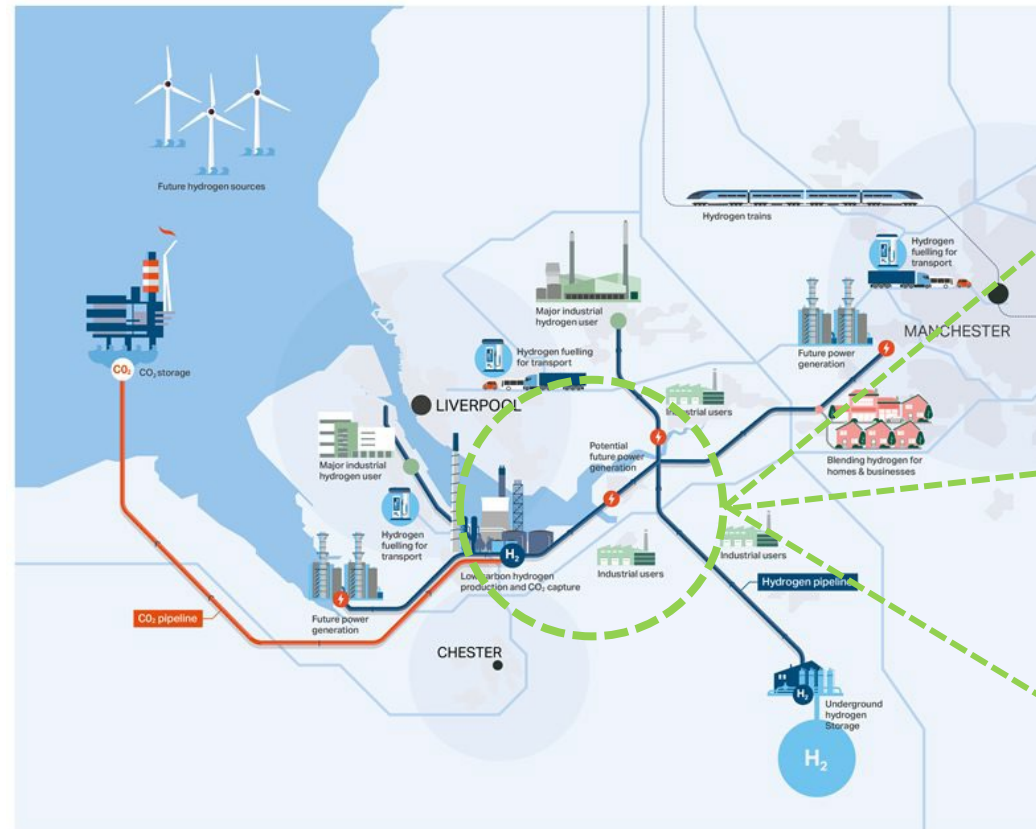 Future hydrogen sources
Hydrogen trains
Hydrogen
fuelling for
transport
Major industrial
hydrogen user
MANCHESTER
Future power
generation
CO₂
CO₂ storage
Hydrogen fuelling
for transport
LIVERPOOL
Industrial users
Potential
future power
generation
Blending hydrogen for
homes & businesses
Major industrial
hydrogen user
Hydrogen
fuelling for
transport
H₂
Industrial users
Industrial users
Low carbon hydrogen
production and CO₂ capture
Hydrogen pipeline
CO₂ pipeline
Future power
generation
CHESTER
H₂
Underground
hydrogen
Storage
H₂